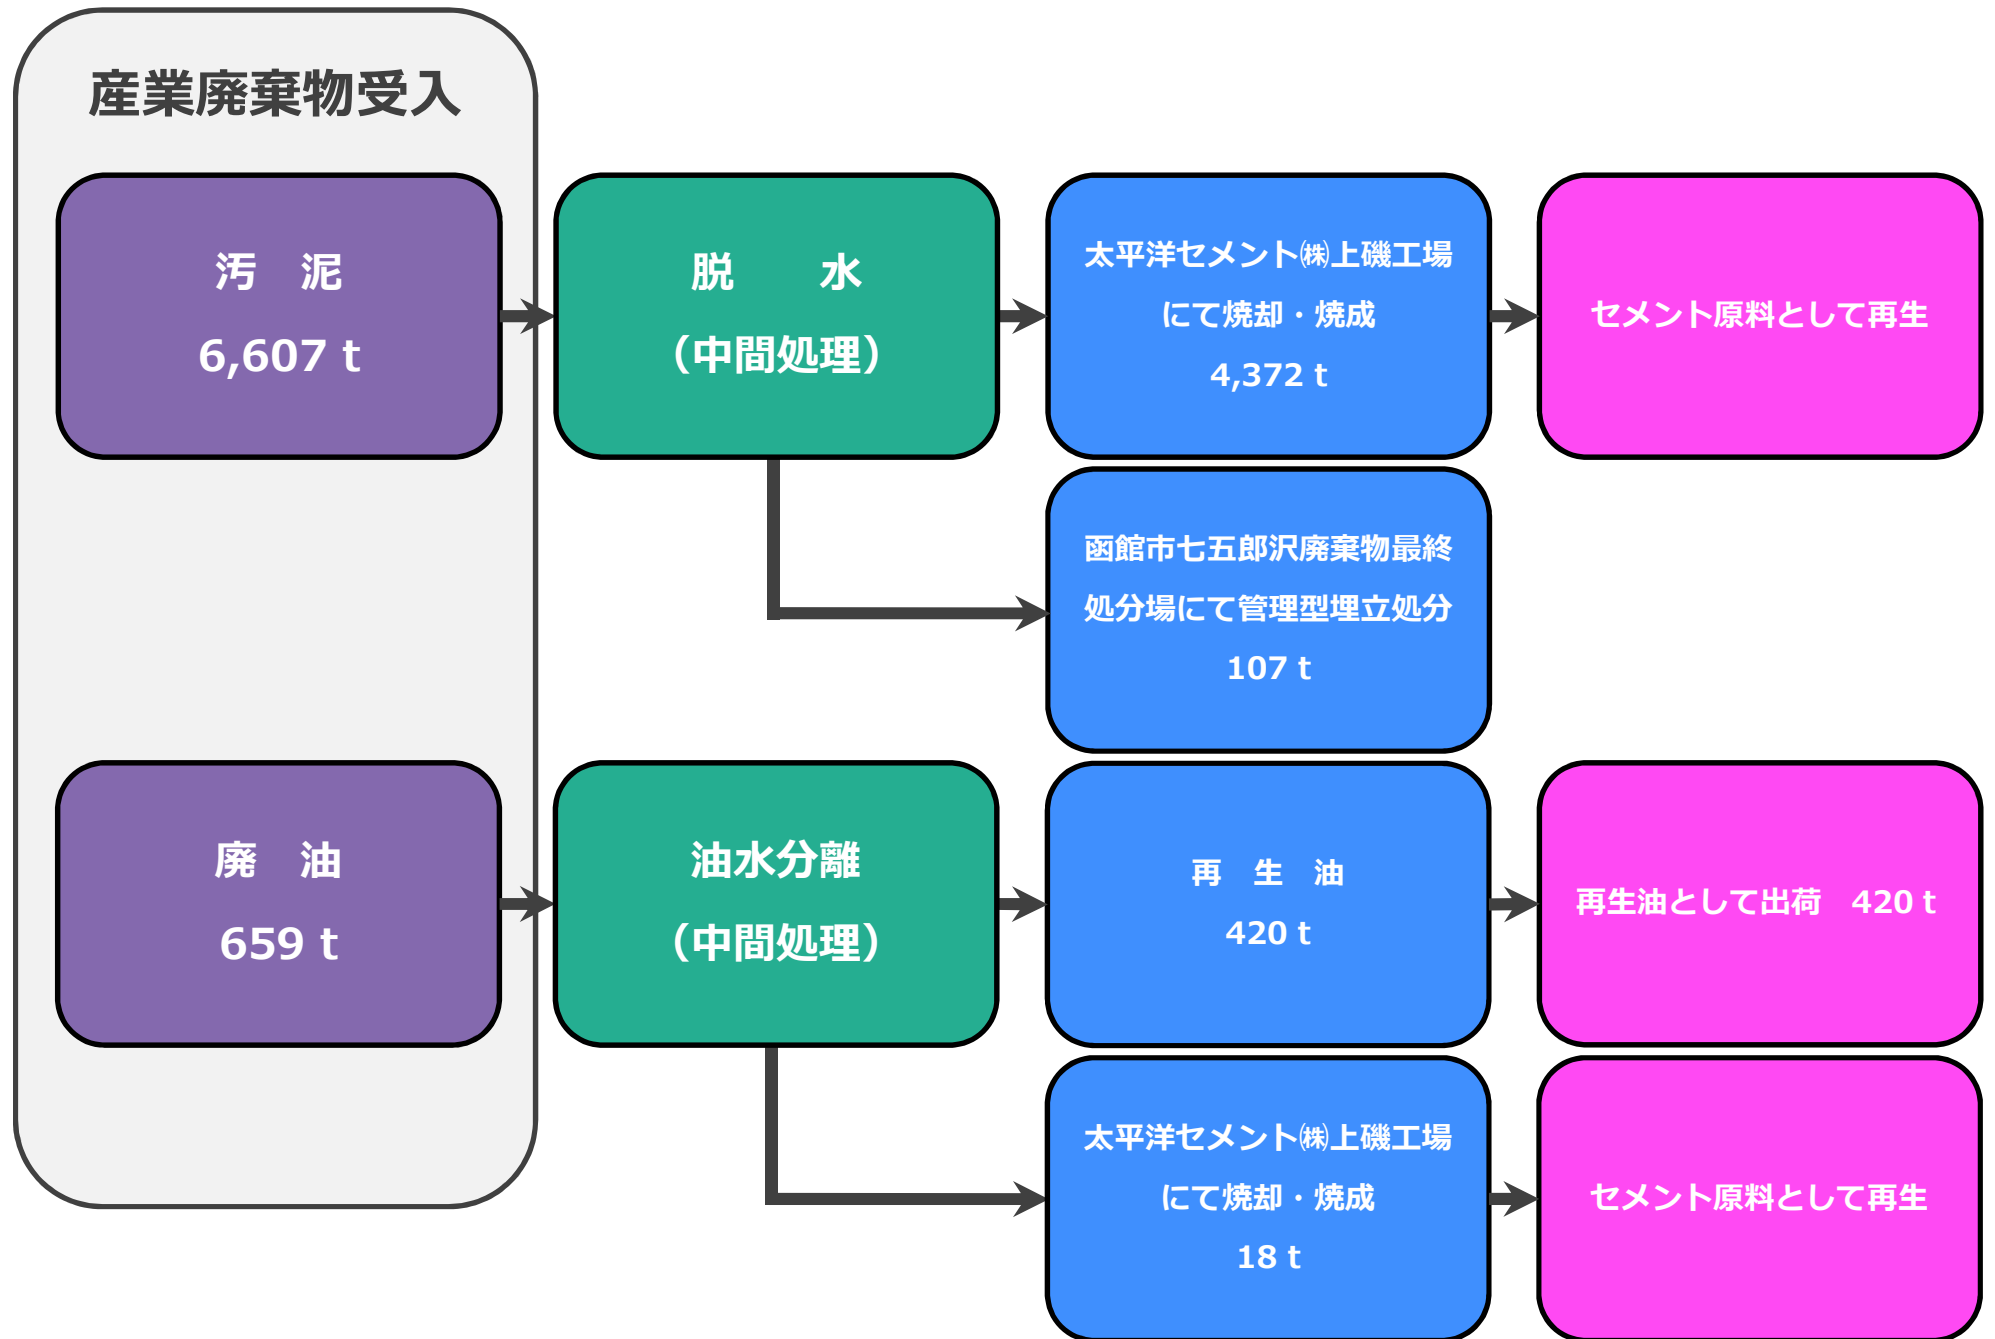 産業廃棄物受入
汚　泥
6,607 t
脱　　水
（中間処理）
太平洋セメント㈱上磯工場
にて焼却・焼成
4,372 t
セメント原料として再生
函館市七五郎沢廃棄物最終
処分場にて管理型埋立処分
107 t
廃　油
659 t
油水分離
（中間処理）
再　生　油
420 t
再生油として出荷　420 t
太平洋セメント㈱上磯工場
にて焼却・焼成
18 t
セメント原料として再生